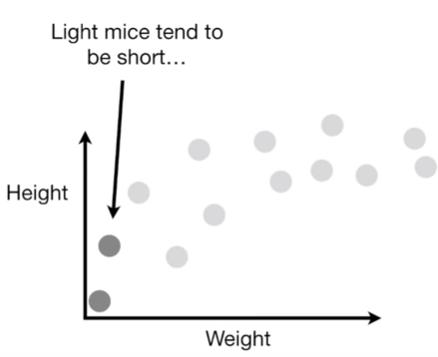 Light mice tend to
be short...
Height
Weight